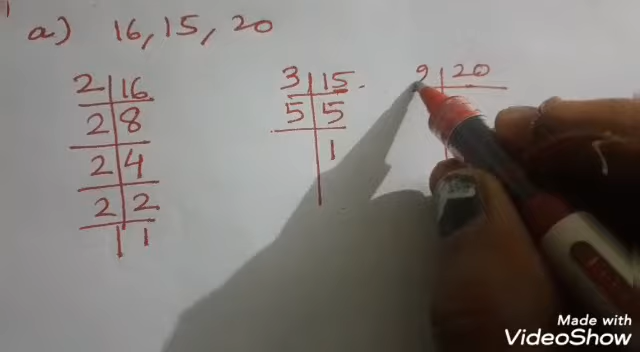 a) 16, 15, 20
2 | 16
2 | 8
2 | 4
2 | 2
| 1
3 | 15
5 | 5
| 1
| 20
Made with
VideoShow